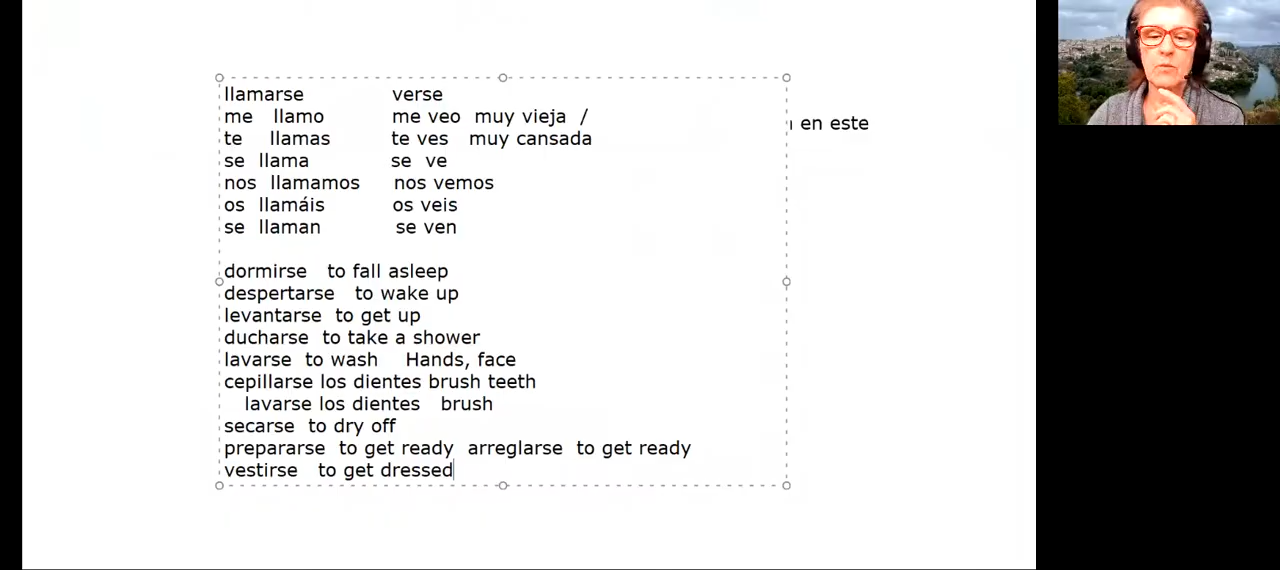 llamarse verse
me llamo me veo muy vieja /
te llamas te ves muy cansada
se llama se ve
nos llamamos nos vemos
os llamáis os veis
se llaman se ven
dormirse to fall asleep
despertarse to wake up
levantarse to get up
ducharse to take a shower
lavarse to wash Hands, face
cepillarse los dientes brush teeth
lavarse los dientes brush
secarse to dry off
prepararse to get ready arreglarse to get ready
vestirse to get dressed
en este